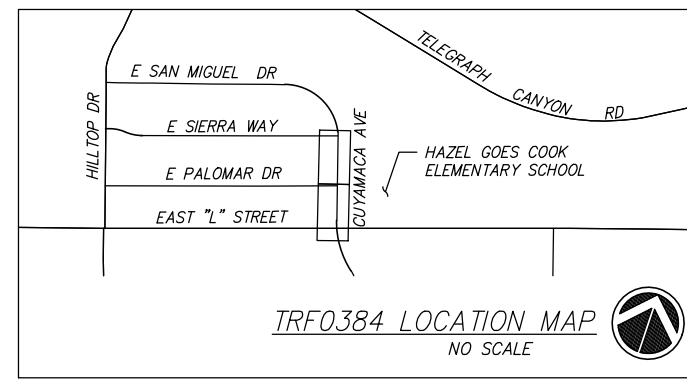 TELEGRAPH CANYON RD
E SAN MIGUEL DR
HILLTOP DR
E SIERRA WAY
CUYAMACA AVE
HAZEL GOES COOK
ELEMENTARY SCHOOL
E PALOMAR DR
EAST "L" STREET
TRF0384 LOCATION MAP
NO SCALE